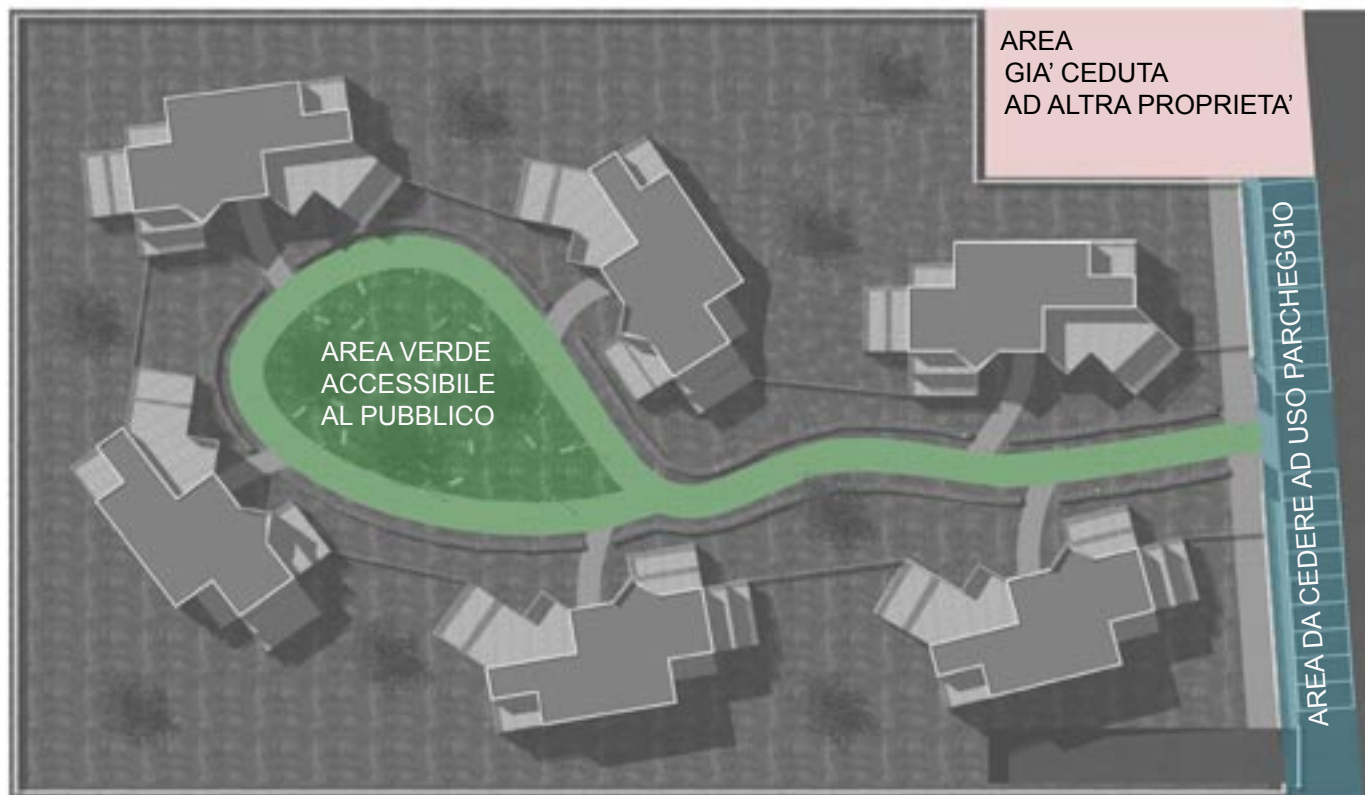 AREA
GIA’ CEDUTA
AD ALTRA PROPRIETA’
AREA VERDE
ACCESSIBILE
AL PUBBLICO
AREA DA CEDERE AD USO PARCHEGGIO